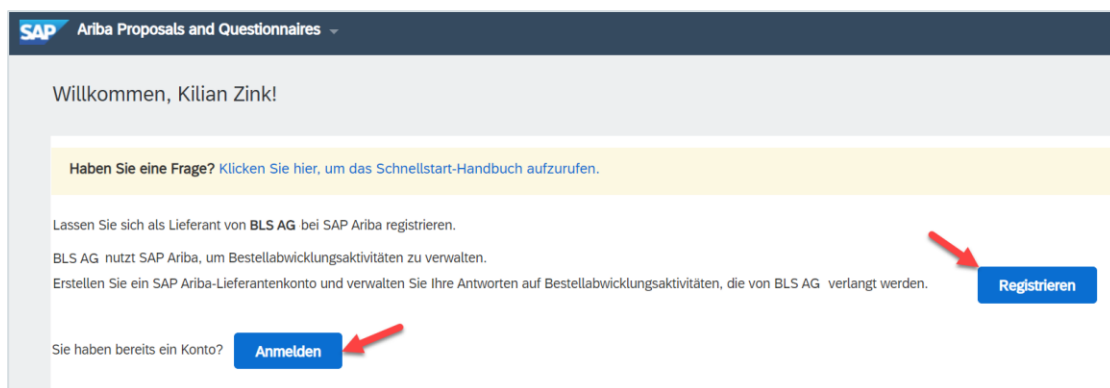 SAP Ariba Proposals and Questionnaires
Willkommen, Kilian Zink!
Haben Sie eine Frage? Klicken Sie hier, um das Schnellstart-Handbuch aufzurufen.
Lassen Sie sich als Lieferant von BLS AG bei SAP Ariba registrieren.
BLS AG nutzt SAP Ariba, um Bestellabwicklungsaktivitäten zu verwalten.
Erstellen Sie ein SAP Ariba-Lieferantenkonto und verwalten Sie Ihre Antworten auf Bestellabwicklungsaktivitäten, die von BLS AG verlangt werden. Registrieren
Sie haben bereits ein Konto? Anmelden